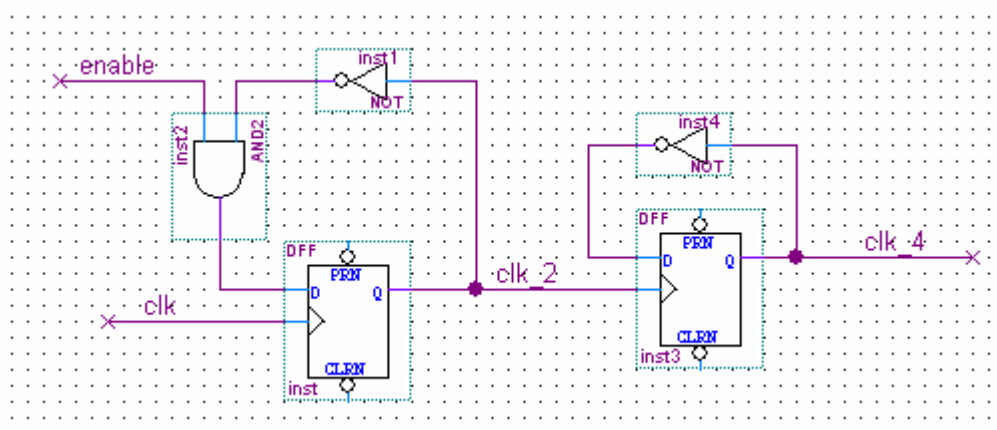 enable
inst1
NOT
inst2
AND2
inst4
NOT
DFF
PRN
D
Q
CLRN
inst
clk
clk_2
DFF
PRN
D
Q
CLRN
inst3
clk_4